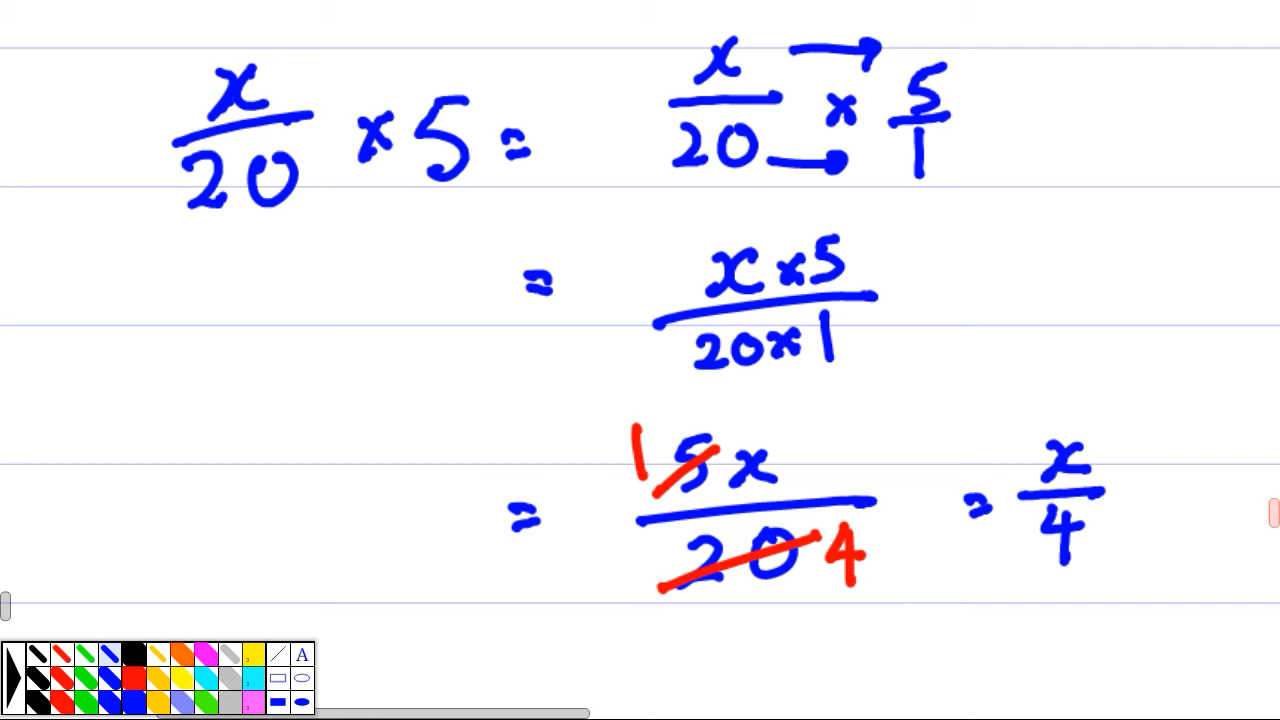 x/20 × 5 = x/20 × 5/1
= x×5/20×1
= 1 5x/20 4 = x/4
A